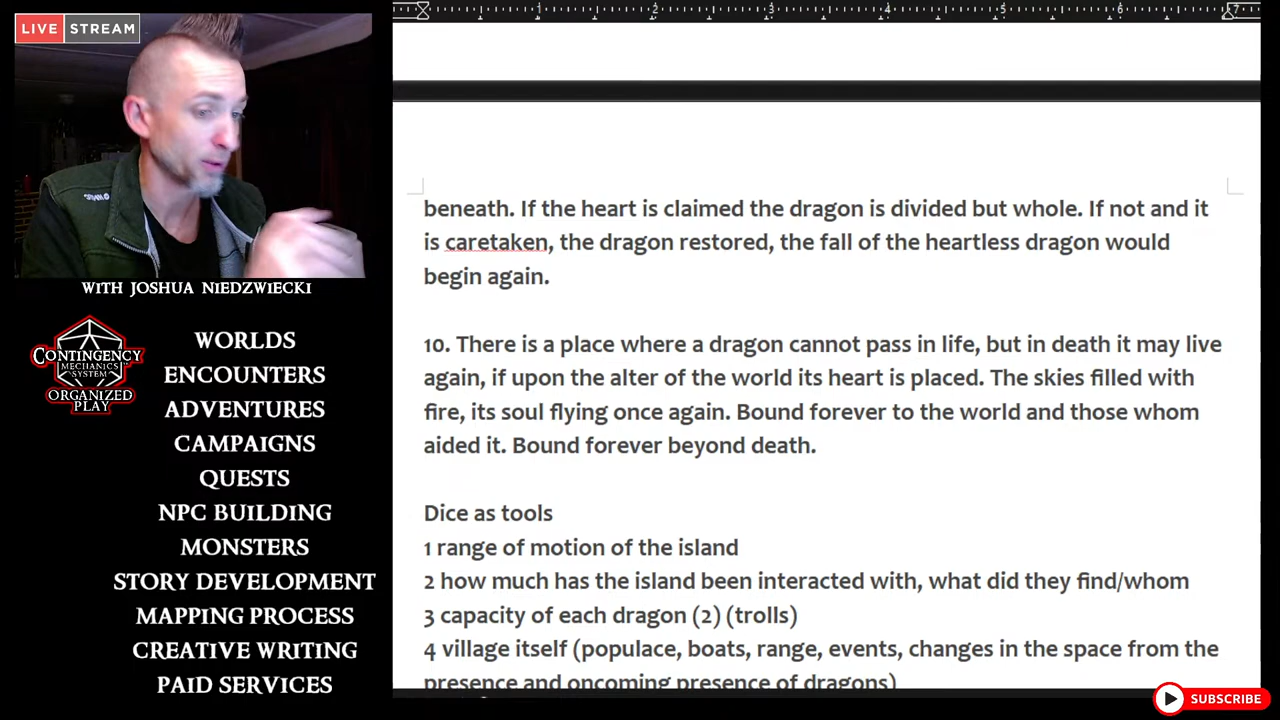 LIVE STREAM
WITH JOSHUA NIEDZWIECKI
CONTINGENCY
MECHANICS
SYSTEM
ORGANIZED
PLAY
WORLDS
ENCOUNTERS
ADVENTURES
CAMPAIGNS
QUESTS
NPC BUILDING
MONSTERS
STORY DEVELOPMENT
MAPPING PROCESS
CREATIVE WRITING
PAID SERVICES
1 2 3 4 5 6 7
beneath. If the heart is claimed the dragon is divided but whole. If not and it
is caretaken, the dragon restored, the fall of the heartless dragon would
begin again.
10. There is a place where a dragon cannot pass in life, but in death it may live
again, if upon the alter of the world its heart is placed. The skies filled with
fire, its soul flying once again. Bound forever to the world and those whom
aided it. Bound forever beyond death.
Dice as tools
1 range of motion of the island
2 how much has the island been interacted with, what did they find/whom
3 capacity of each dragon (2) (trolls)
4 village itself (populace, boats, range, events, changes in the space from the
presence and oncoming presence of dragons)
SUBSCRIBE